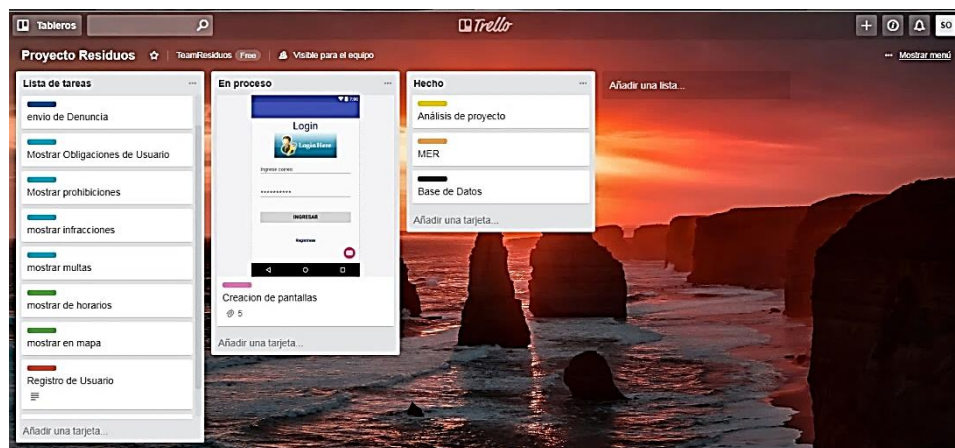 Tableros
Trello
SO
Proyecto Residuos
TeamResiduos
Free
Visible para el equipo
Mostrar menú
Lista de tareas
envio de Denuncia
Mostrar Obligaciones de Usuario
Mostrar prohibiciones
mostrar infracciones
mostrar multas
mostrar de horarios
mostrar en mapa
Registro de Usuario
Añadir una tarjeta...
En proceso
Login
Login Here
Ingrese correo
INGRESAR
Creacion de pantallas
5
Añadir una tarjeta...
Hecho
Análisis de proyecto
MER
Base de Datos
Añadir una tarjeta...
Añadir una lista...